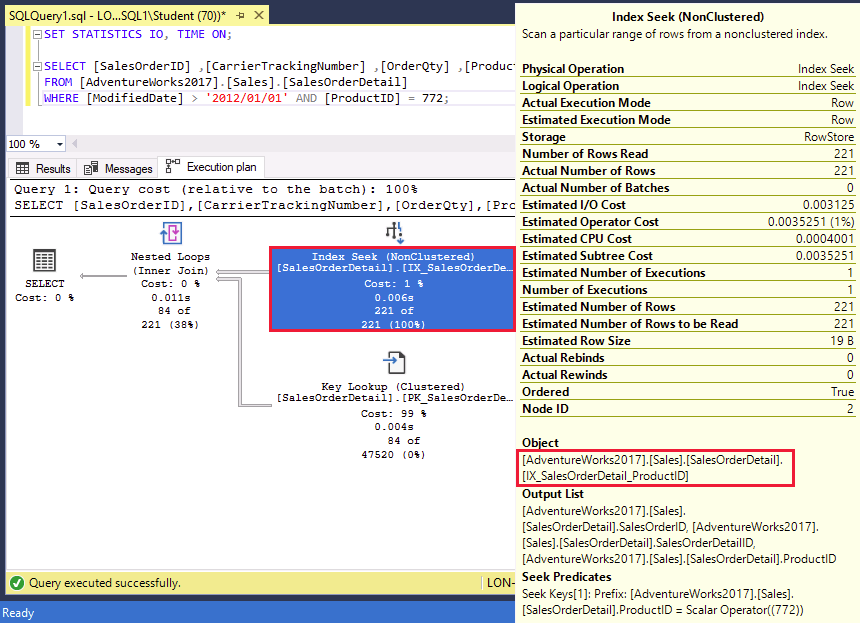 SQLQuery1.sql - LO...SQL1\Student (70))*
SET STATISTICS IO, TIME ON;
SELECT [SalesOrderID] ,[CarrierTrackingNumber] ,[OrderQty] ,[Product
FROM [AdventureWorks2017].[Sales].[SalesOrderDetail]
WHERE [ModifiedDate] > '2012/01/01' AND [ProductID] = 772;
100 %
Results Messages Execution plan
Query 1: Query cost (relative to the batch): 100%
SELECT [SalesOrderID],[CarrierTrackingNumber],[OrderQty],[Pro
SELECT
Cost: 0 %
Nested Loops
(Inner Join)
Cost: 0 %
0.011s
84 of
221 (38%)
Index Seek (NonClustered)
[SalesOrderDetail].[IX_SalesOrderDe…
Cost: 1 %
0.006s
221 of
221 (100%)
Key Lookup (Clustered)
[SalesOrderDetail].[PK_SalesOrderDe…
Cost: 99 %
0.004s
84 of
47520 (0%)
Query executed successfully.
LON-
Ready
Index Seek (NonClustered)
Scan a particular range of rows from a nonclustered index.
Physical Operation Index Seek
Logical Operation Index Seek
Actual Execution Mode Row
Estimated Execution Mode Row
Storage RowStore
Number of Rows Read 221
Actual Number of Rows 221
Actual Number of Batches 0
Estimated I/O Cost 0.003125
Estimated Operator Cost 0.0035251 (1%)
Estimated CPU Cost 0.0004001
Estimated Subtree Cost 0.0035251
Estimated Number of Executions 1
Number of Executions 1
Estimated Number of Rows 221
Estimated Number of Rows to be Read 221
Estimated Row Size 19 B
Actual Rebinds 0
Actual Rewinds 0
Ordered True
Node ID 2
Object
[AdventureWorks2017].[Sales].[SalesOrderDetail].
[IX_SalesOrderDetail_ProductID]
Output List
[AdventureWorks2017].[Sales].
[SalesOrderDetail].SalesOrderID, [AdventureWorks2017].
[Sales].[SalesOrderDetail].SalesOrderDetailID,
[AdventureWorks2017].[Sales].[SalesOrderDetail].ProductID
Seek Predicates
Seek Keys[1]: Prefix: [AdventureWorks2017].[Sales].
[SalesOrderDetail].ProductID = Scalar Operator((772))